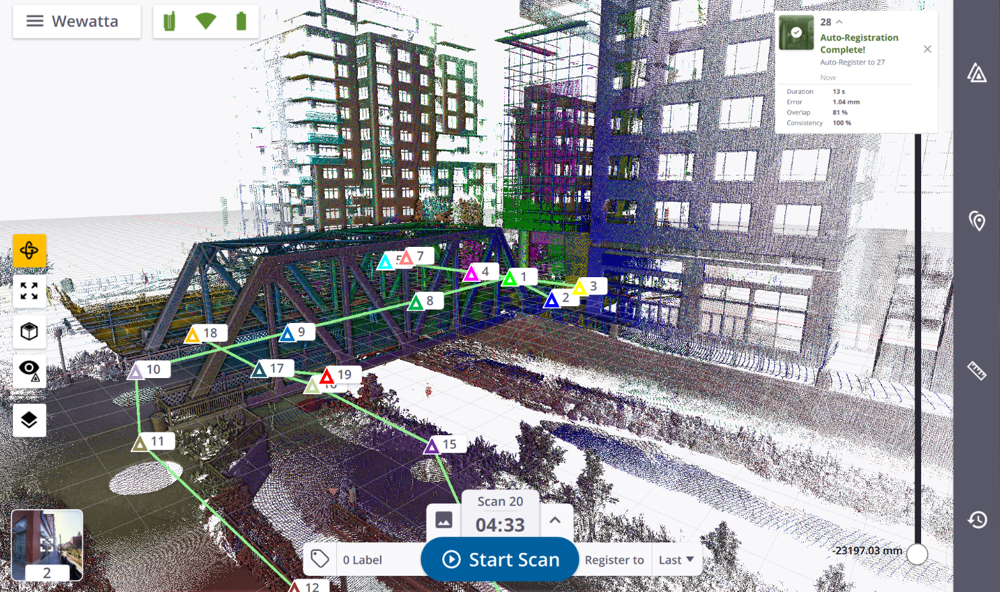 Wewatta
28
Auto-Registration
Complete!
Auto-Register to 27
Now
Duration 13 s
Error 1.04 mm
Overlap 81 %
Consistency 100 %
5
7
4
1
3
2
8
9
18
10
17
19
16
11
15
12
-23197.03 mm
2
Scan 20
04:33
0 Label
Start Scan
Register to
Last